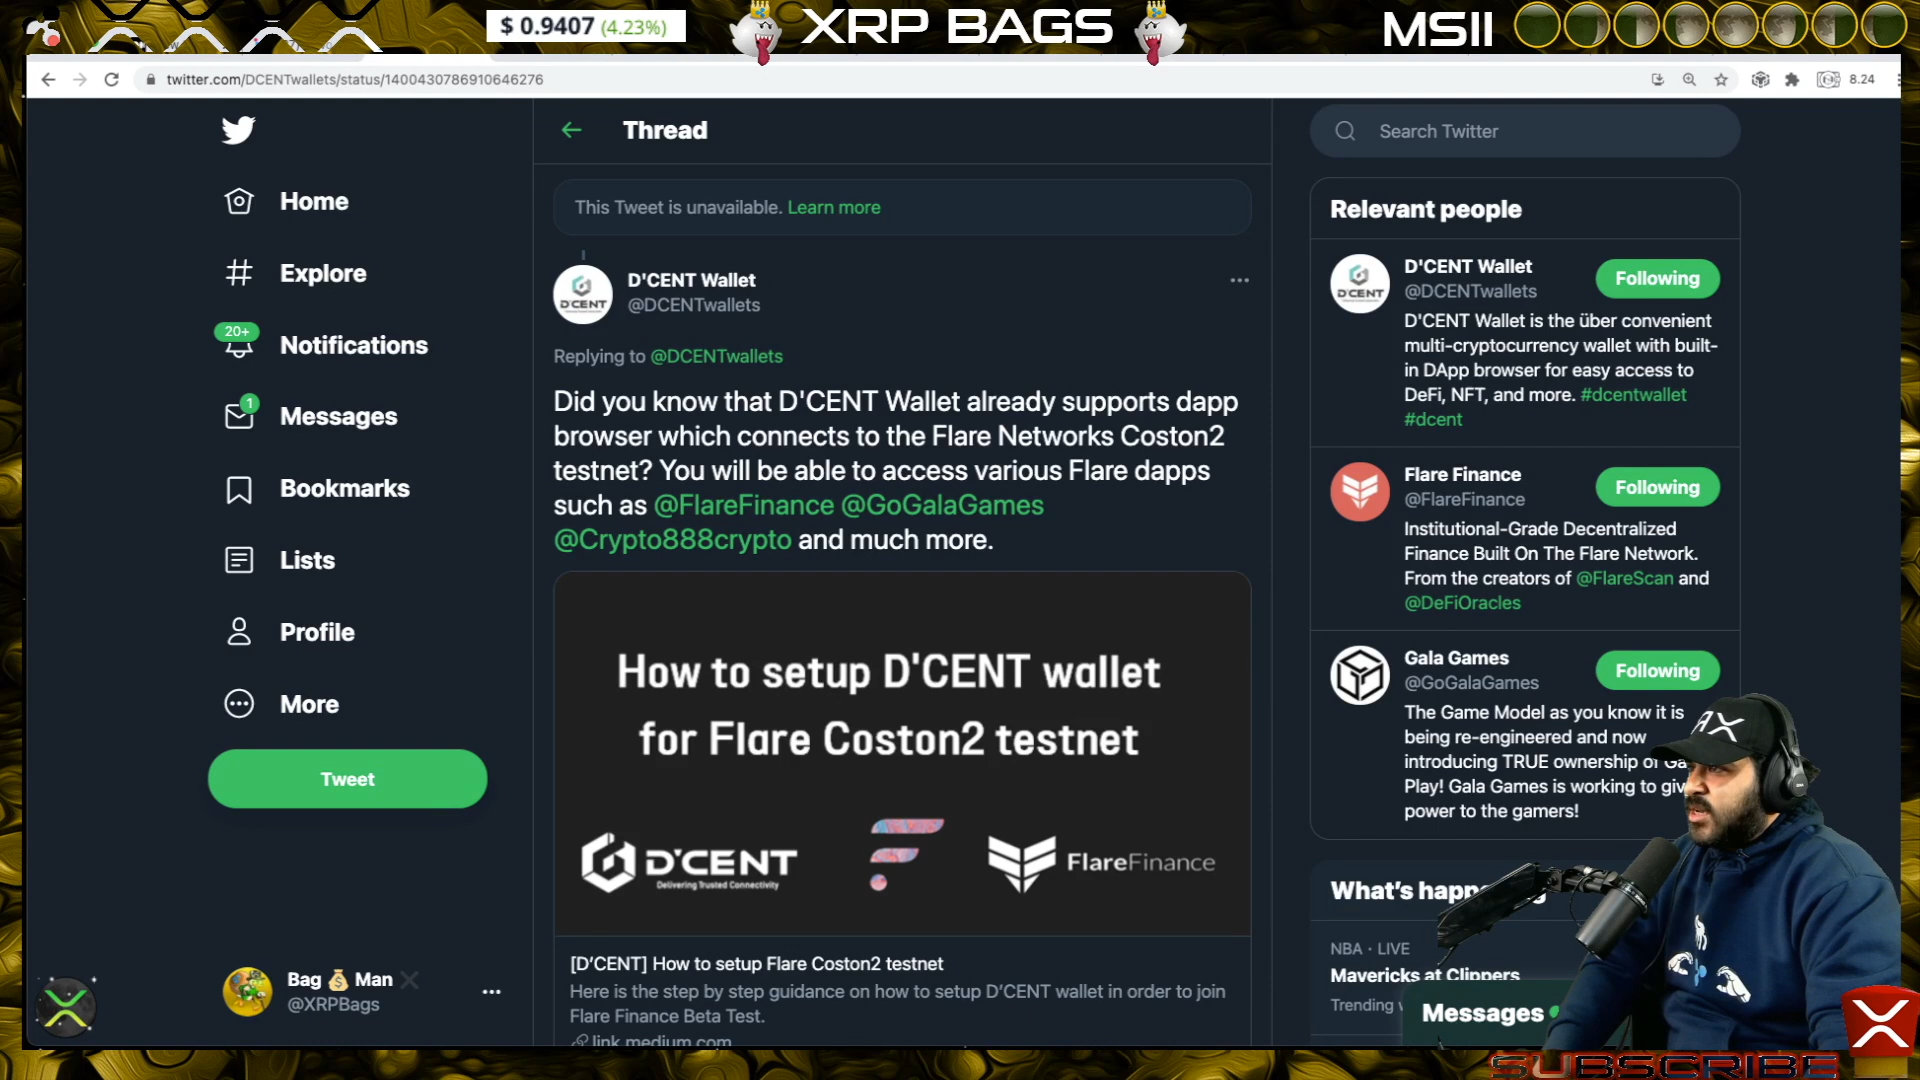 $ 0.9407 (4.23%)
XRP BAGS
MSII
twitter.com/DCENTwallets/status/1400430786910646276
8.24
Home
Explore
20+
Notifications
1
Messages
Bookmarks
Lists
Profile
More
Tweet
Bag 💰 Man
@XRPBags
Thread
This Tweet is unavailable. Learn more
D'CENT Wallet
@DCENTwallets
Replying to @DCENTwallets
Did you know that D'CENT Wallet already supports dapp
browser which connects to the Flare Networks Coston2
testnet? You will be able to access various Flare dapps
such as @FlareFinance @GoGalaGames
@Crypto888crypto and much more.
How to setup D'CENT wallet
for Flare Coston2 testnet
D'CENT
Delivering Trusted Connectivity
FlareFinance
[D'CENT] How to setup Flare Coston2 testnet
Here is the step by step guidance on how to setup D'CENT wallet in order to join
Flare Finance Beta Test.
link.medium.com
Search Twitter
Relevant people
D'CENT Wallet
@DCENTwallets
Following
D'CENT Wallet is the über convenient
multi-cryptocurrency wallet with built-
in DApp browser for easy access to
DeFi, NFT, and more. #dcentwallet
#dcent
Flare Finance
@FlareFinance
Following
Institutional-Grade Decentralized
Finance Built On The Flare Network.
From the creators of @FlareScan and
@DeFiOracles
Gala Games
@GoGalaGames
Following
The Game Model as you know it is
being re-engineered and now
introducing TRUE ownership of Ga
Play! Gala Games is working to giv
power to the gamers!
What's happ
NBA · LIVE
Mavericks at Clippers
Trending
Messages
SUBSCRIBE